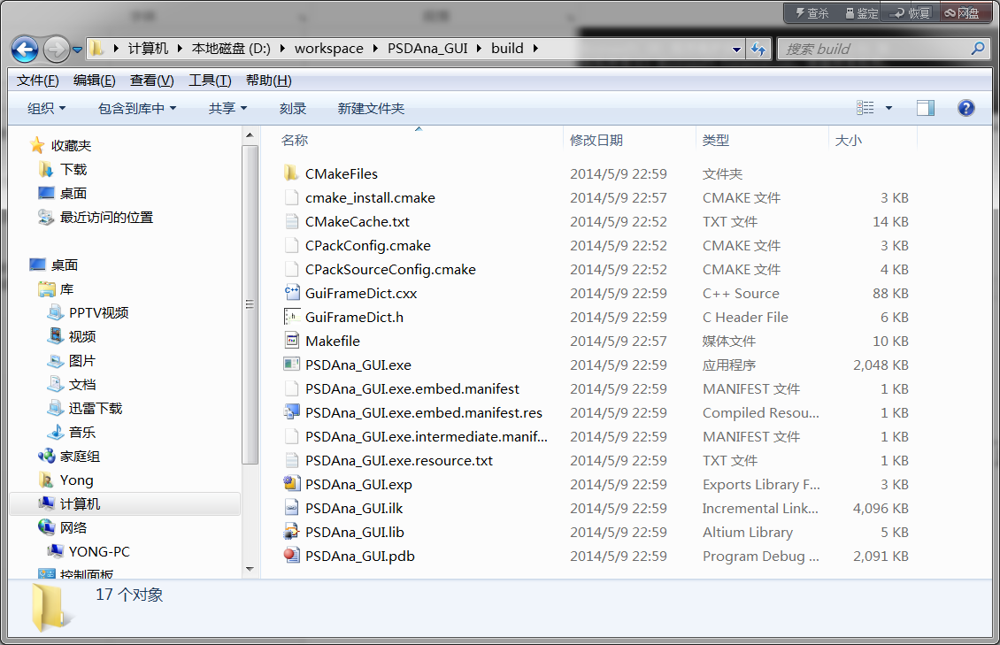 查杀 鉴定 恢复 网盘
计算机 本地磁盘 (D:) workspace PSDAna_GUI build
搜索 build
文件(F) 编辑(E) 查看(V) 工具(T) 帮助(H)
组织 包含到库中 共享 刻录 新建文件夹
收藏夹
下载
桌面
最近访问的位置
桌面
库
PPTV视频
视频
图片
文档
迅雷下载
音乐
家庭组
Yong
计算机
网络
YONG-PC
控制面板
名称 修改日期 类型 大小
CMakeFiles 2014/5/9 22:59 文件夹
cmake_install.cmake 2014/5/9 22:57 CMAKE 文件 3 KB
CMakeCache.txt 2014/5/9 22:52 TXT 文件 14 KB
CPackConfig.cmake 2014/5/9 22:52 CMAKE 文件 3 KB
CPackSourceConfig.cmake 2014/5/9 22:52 CMAKE 文件 4 KB
GuiFrameDict.cxx 2014/5/9 22:59 C++ Source 88 KB
GuiFrameDict.h 2014/5/9 22:59 C Header File 6 KB
Makefile 2014/5/9 22:57 媒体文件 10 KB
PSDAna_GUI.exe 2014/5/9 22:59 应用程序 2,048 KB
PSDAna_GUI.exe.embed.manifest 2014/5/9 22:59 MANIFEST 文件 1 KB
PSDAna_GUI.exe.embed.manifest.res 2014/5/9 22:59 Compiled Resou... 1 KB
PSDAna_GUI.exe.intermediate.manif... 2014/5/9 22:59 MANIFEST 文件 1 KB
PSDAna_GUI.exe.resource.txt 2014/5/9 22:59 TXT 文件 1 KB
PSDAna_GUI.exp 2014/5/9 22:59 Exports Library F... 3 KB
PSDAna_GUI.ilk 2014/5/9 22:59 Incremental Link... 4,096 KB
PSDAna_GUI.lib 2014/5/9 22:59 Altium Library 5 KB
PSDAna_GUI.pdb 2014/5/9 22:59 Program Debug ... 2,091 KB
17 个对象